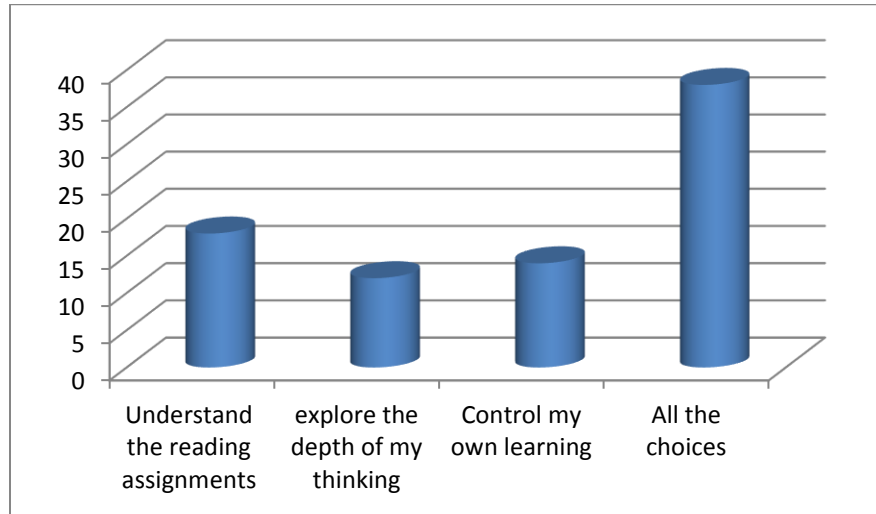 40
35
30
25
20
15
10
5
0
Understand
the reading
assignments
explore the
depth of my
thinking
Control my
own learning
All the
choices